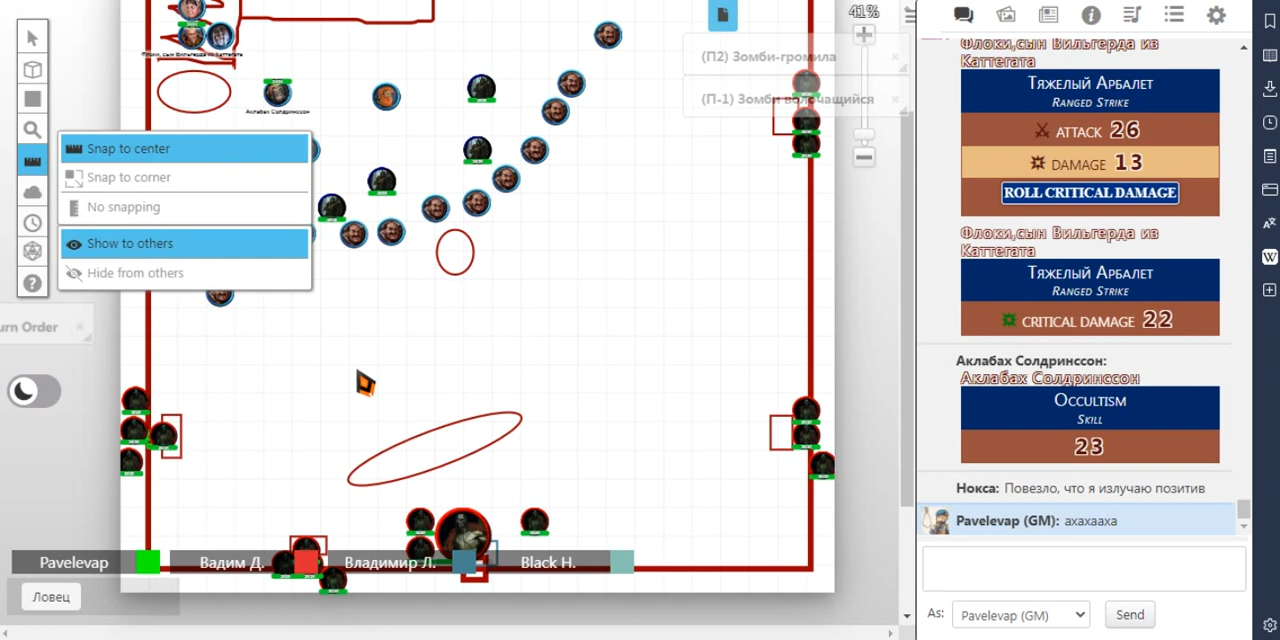 41%
(П2) Зомби-громила
(П-1) Зомби волочащийся
Аклабах Солдринссон
Snap to center
Snap to corner
No snapping
Show to others
Hide from others
urn Order
Pavelevap
Вадим Д.
Владимир Л.
Black H.
Ловец
Флоки,сын Вильгерда из
Каттегата
Тяжелый Арбалет
Ranged Strike
ATTACK 26
DAMAGE 13
ROLL CRITICAL DAMAGE
Флоки,сын Вильгерда из
Каттегата
Тяжелый Арбалет
Ranged Strike
CRITICAL DAMAGE 22
Аклабах Солдринссон:
Аклабах Солдринссон
Occultism
Skill
23
Нокса: Повезло, что я излучаю позитив
Pavelevap (GM): ахахааха
As:
Pavelevap (GM)
Send